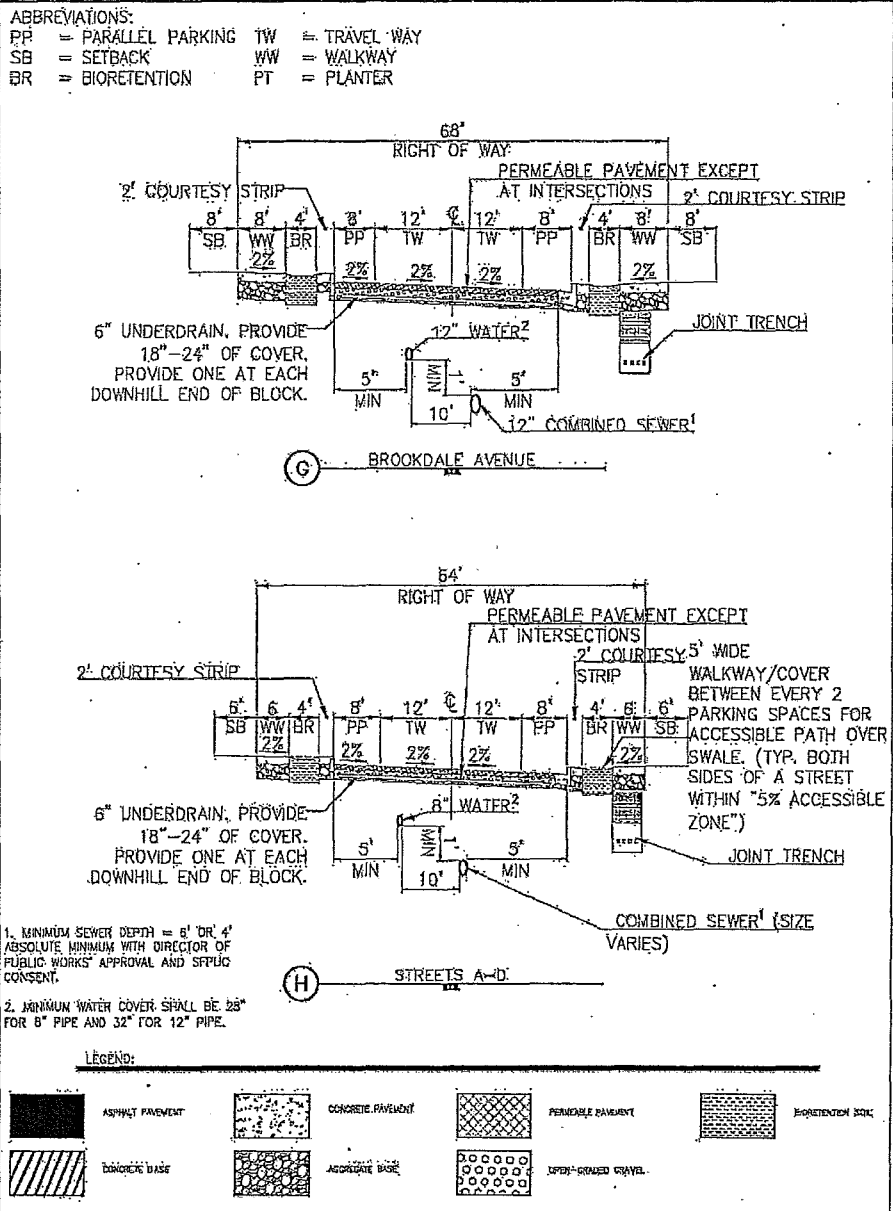 ABBREVIATIONS:
PP = PARALLEL PARKING TW = TRAVEL WAY
SB = SETBACK WW = WALKWAY
BR = BIORETENTION PT = PLANTER
68'
RIGHT OF WAY
PERMEABLE PAVEMENT EXCEPT
AT INTERSECTIONS
2' COURTESY STRIP
2' COURTESY STRIP
8' 8' 4' 8' 12' ℄ 12' 8' 4' 8' 8'
SB WW BR PP TW TW PP BR WW SB
2% 2% 2% 2% 2%
6" UNDERDRAIN, PROVIDE
18"-24" OF COVER.
PROVIDE ONE AT EACH
DOWNHILL END OF BLOCK.
12" WATER²
JOINT TRENCH
5' 1' 5'
MIN MIN MIN
10'
12" COMBINED SEWER¹
G BROOKDALE AVENUE
64'
RIGHT OF WAY
PERMEABLE PAVEMENT EXCEPT
AT INTERSECTIONS
2' COURTESY STRIP
2' COURTESY
STRIP
5' WIDE
WALKWAY/COVER
BETWEEN EVERY 2
PARKING SPACES FOR
ACCESSIBLE PATH OVER
SWALE. (TYP. BOTH
SIDES OF A STREET
WITHIN "5% ACCESSIBLE
ZONE")
6' 6 4' 8' 12' ℄ 12' 8' 4' 6' 6'
SB WW BR PP TW TW PP BR WW SB
2% 2% 2% 2% 2%
6" UNDERDRAIN, PROVIDE
18"-24" OF COVER.
PROVIDE ONE AT EACH
DOWNHILL END OF BLOCK.
8" WATER²
JOINT TRENCH
5' 1' 5'
MIN MIN MIN
10'
COMBINED SEWER¹ (SIZE
VARIES)
H STREETS A-D
1. MINIMUM SEWER DEPTH = 6' OR 4'
ABSOLUTE MINIMUM WITH DIRECTOR OF
PUBLIC WORKS' APPROVAL AND SFPUC
CONSENT.
2. MINIMUM WATER COVER SHALL BE
FOR 8" PIPE AND 32" FOR 12" PIPE.
LEGEND:
ASPHALT PAVEMENT
CONCRETE PAVEMENT
PERMEABLE PAVEMENT
BIORETENTION SOIL
CONCRETE BASE
AGGREGATE BASE
OPEN-GRADED GRAVEL